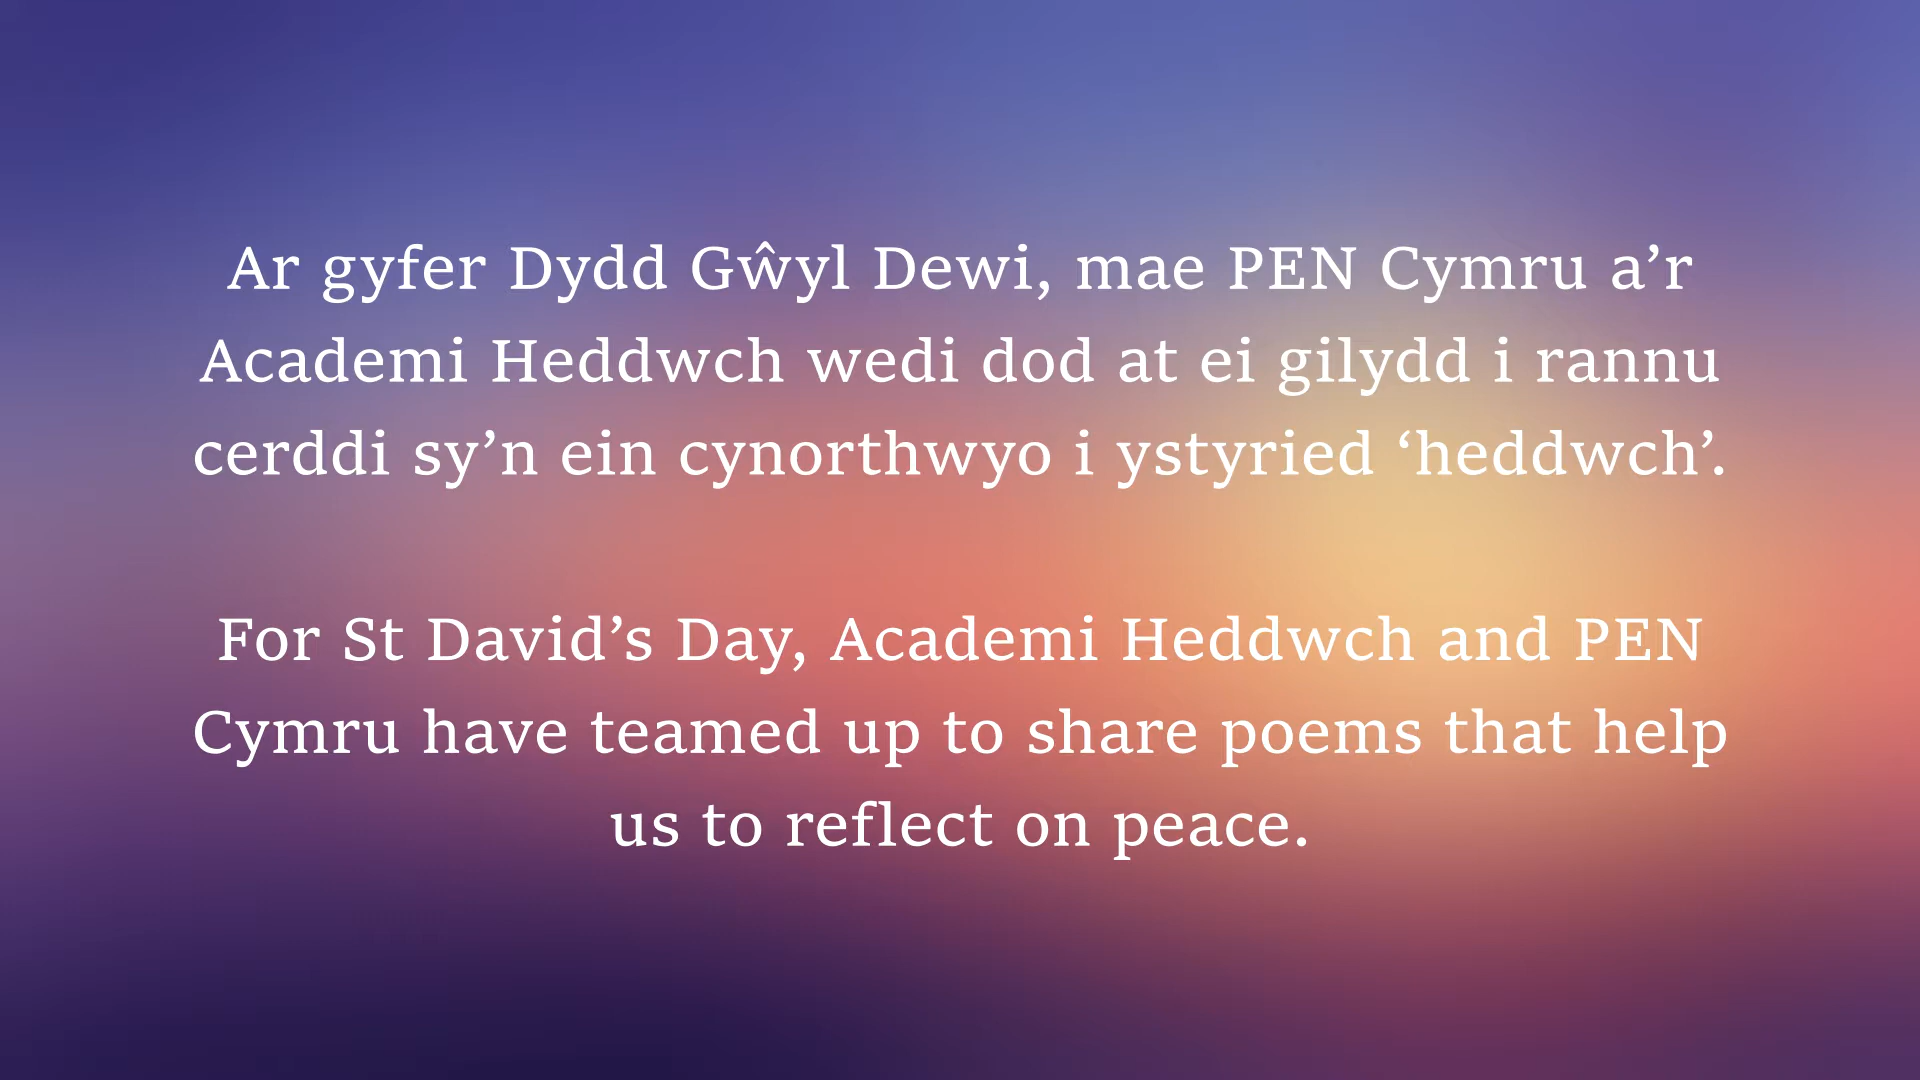 Ar gyfer Dydd Gŵyl Dewi, mae PEN Cymru a’r
Academi Heddwch wedi dod at ei gilydd i rannu
cerddi sy’n ein cynorthwyo i ystyried ‘heddwch’.
For St David’s Day, Academi Heddwch and PEN
Cymru have teamed up to share poems that help
us to reflect on peace.